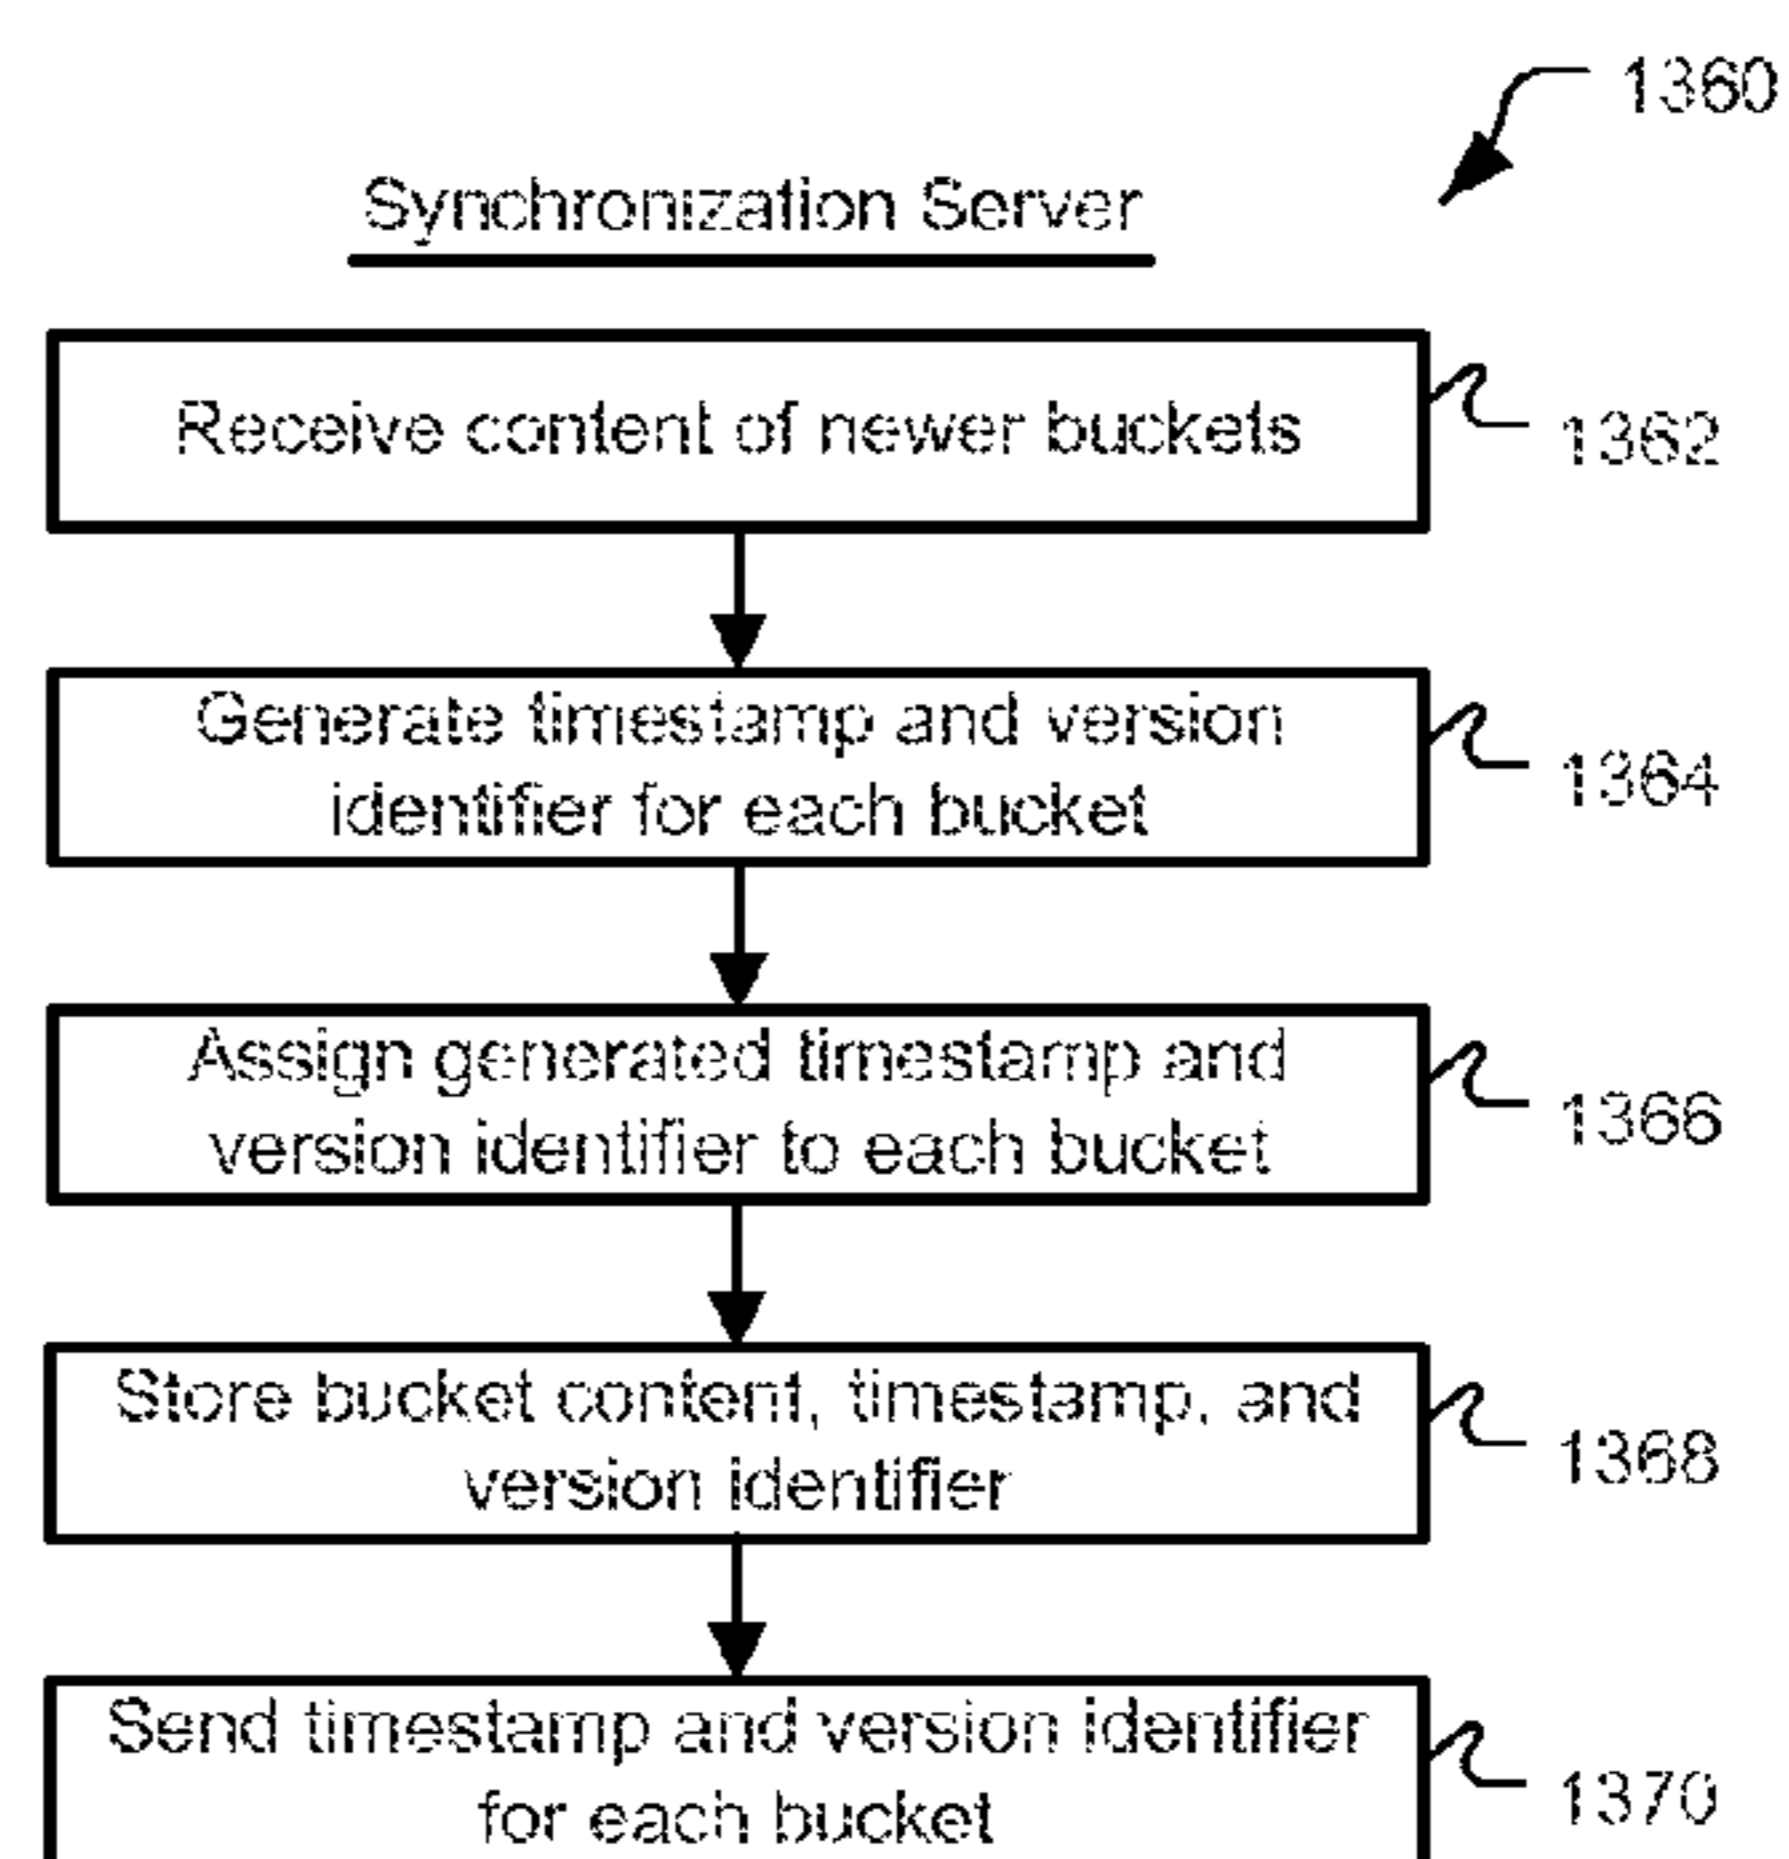 1360
Synchronization Server
Receive content of newer buckets
1362
Generate timestamp and version
identifier for each bucket
1364
Assign generated timestamp and
version identifier to each bucket
1366
Store bucket content, timestamp, and
version identifier
1368
Send timestamp and version identifier
for each bucket
1370